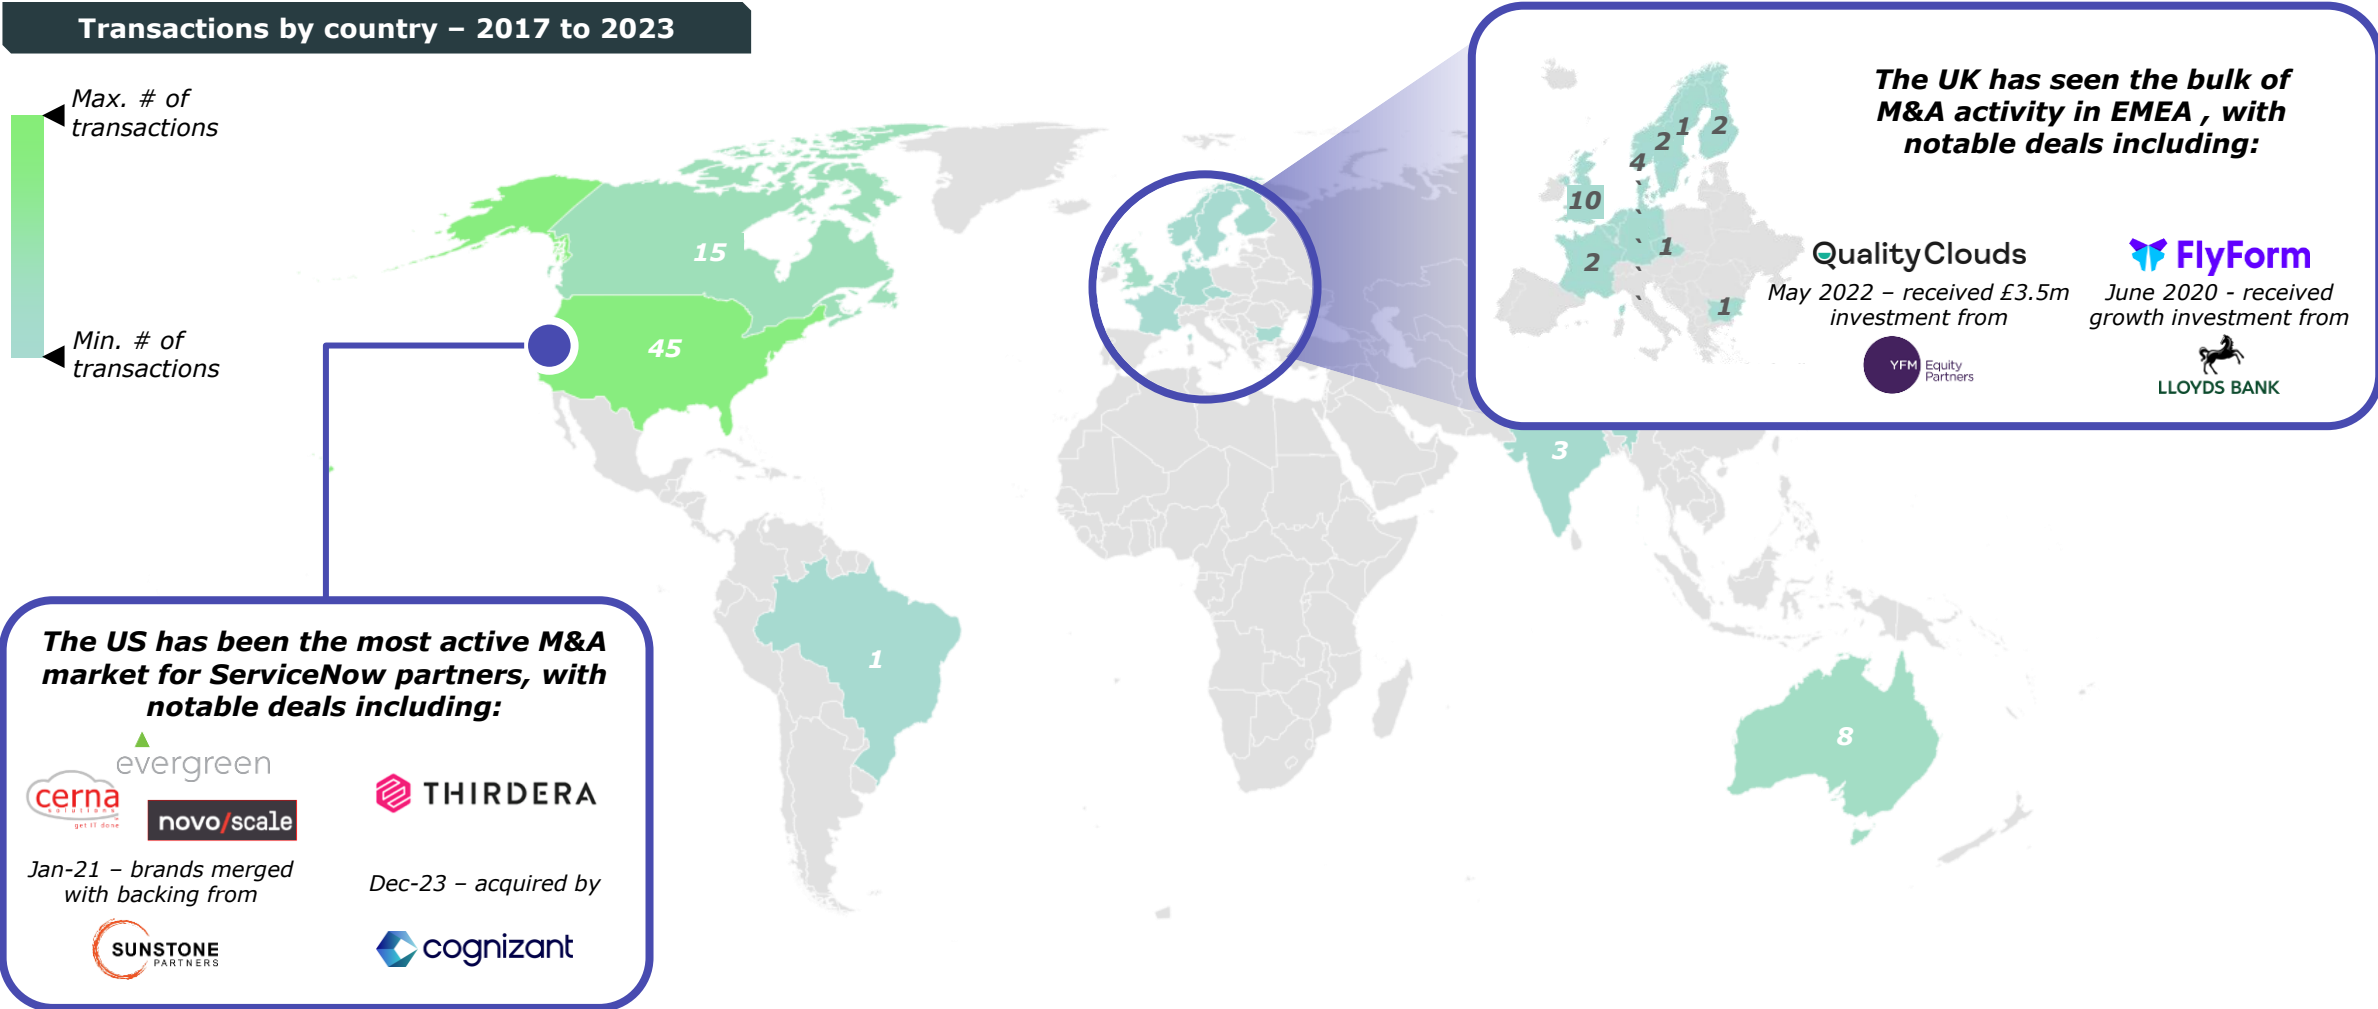 Transactions by country – 2017 to 2023
Max. # of
transactions
Min. # of
transactions
15
45
1
3
8
The UK has seen the bulk of
M&A activity in EMEA , with
notable deals including:
2
1
2
4
10
2
1
1
QualityClouds
May 2022 – received £3.5m
investment from
YFM Equity
Partners
FlyForm
June 2020 - received
growth investment from
LLOYDS BANK
The US has been the most active M&A
market for ServiceNow partners, with
notable deals including:
evergreen
cerna
solutions
get IT done
novo/scale
Jan-21 – brands merged
with backing from
SUNSTONE
PARTNERS
THIRDERA
Dec-23 – acquired by
cognizant